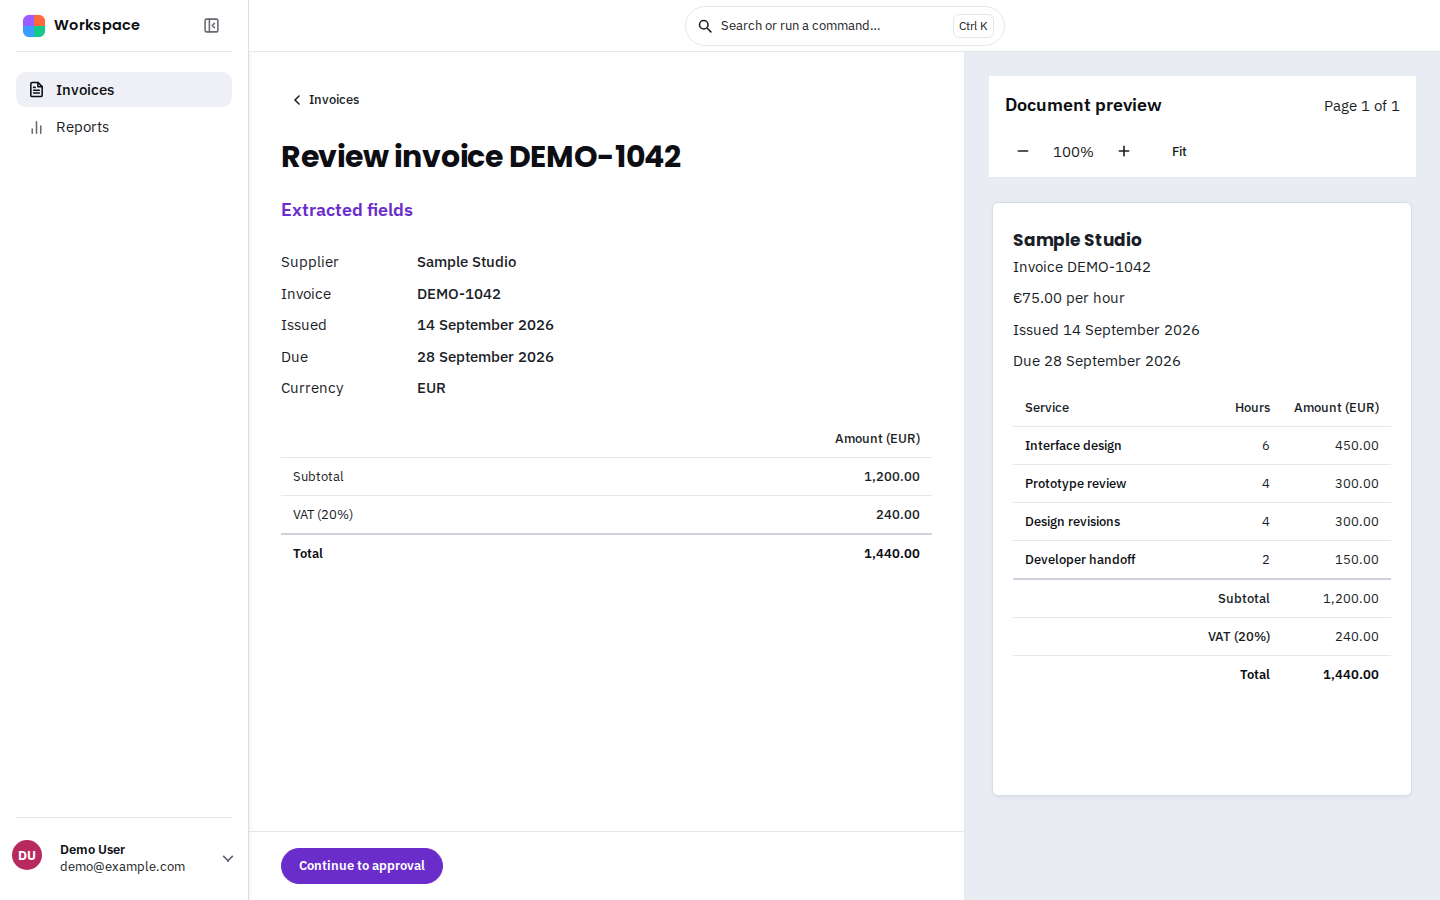 Workspace
Search or run a command...
Ctrl K
Invoices
Reports
Invoices
Review invoice DEMO-1042
Extracted fields
Supplier Sample Studio
Invoice DEMO-1042
Issued 14 September 2026
Due 28 September 2026
Currency EUR
Amount (EUR)
Subtotal 1,200.00
VAT (20%) 240.00
Total 1,440.00
Continue to approval
Document preview
Page 1 of 1
100%
Fit
Sample Studio
Invoice DEMO-1042
€75.00 per hour
Issued 14 September 2026
Due 28 September 2026
Service Hours Amount (EUR)
Interface design 6 450.00
Prototype review 4 300.00
Design revisions 4 300.00
Developer handoff 2 150.00
Subtotal 1,200.00
VAT (20%) 240.00
Total 1,440.00
DU
Demo User
demo@example.com